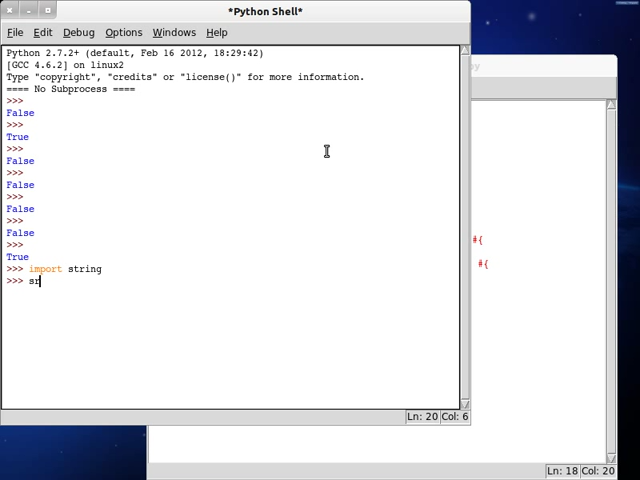 *Python Shell*
File Edit Debug Options Windows Help
Python 2.7.2+ (default, Feb 16 2012, 18:29:42)
[GCC 4.6.2] on linux2
Type "copyright", "credits" or "license()" for more information.
==== No Subprocess ====
>>>
False
>>>
True
>>>
False
>>>
False
>>>
False
>>>
False
>>>
True
>>> import string
>>> sr
Ln: 20 Col: 6
#{
#{
Ln: 18 Col: 20